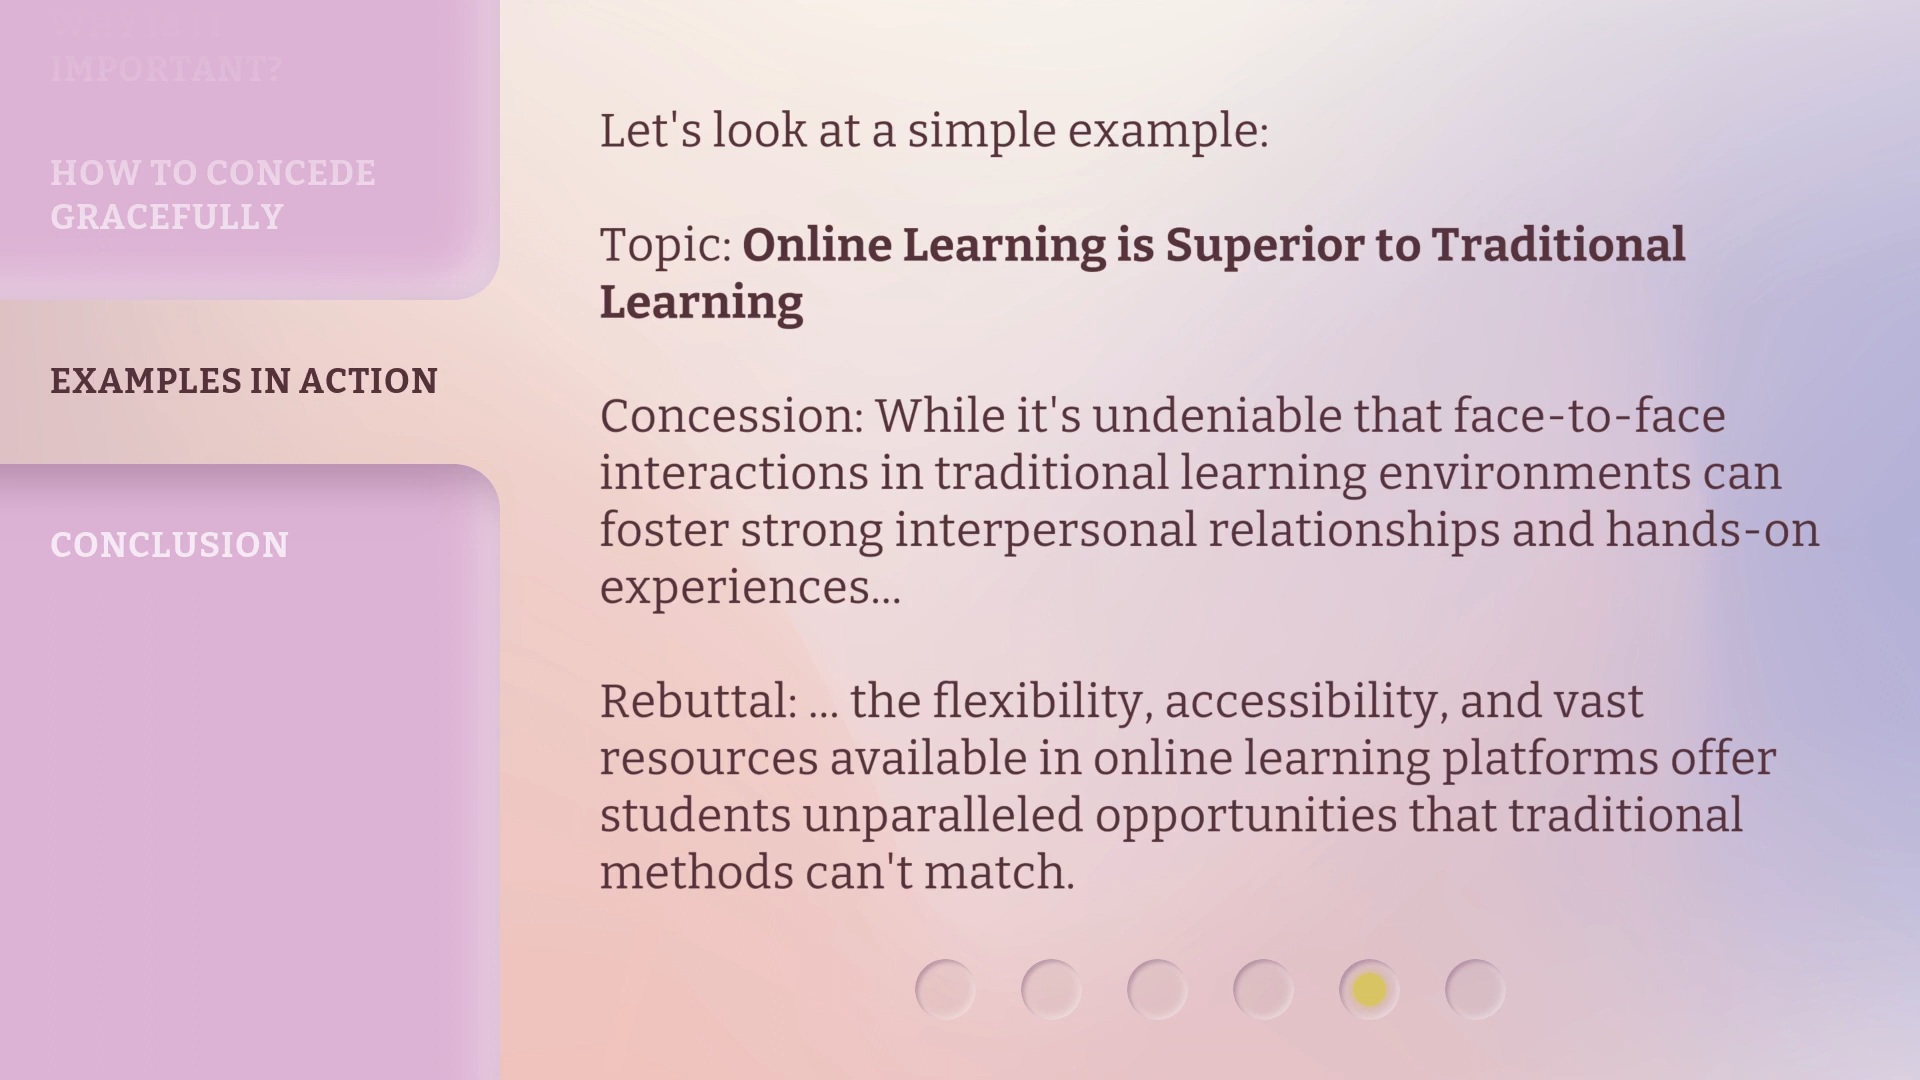 WHY IS IT
IMPORTANT?
HOW TO CONCEDE
GRACEFULLY
EXAMPLES IN ACTION
CONCLUSION
Let's look at a simple example:
Topic: Online Learning is Superior to Traditional
Learning
Concession: While it's undeniable that face-to-face
interactions in traditional learning environments can
foster strong interpersonal relationships and hands-on
experiences...
Rebuttal: ... the flexibility, accessibility, and vast
resources available in online learning platforms offer
students unparalleled opportunities that traditional
methods can't match.